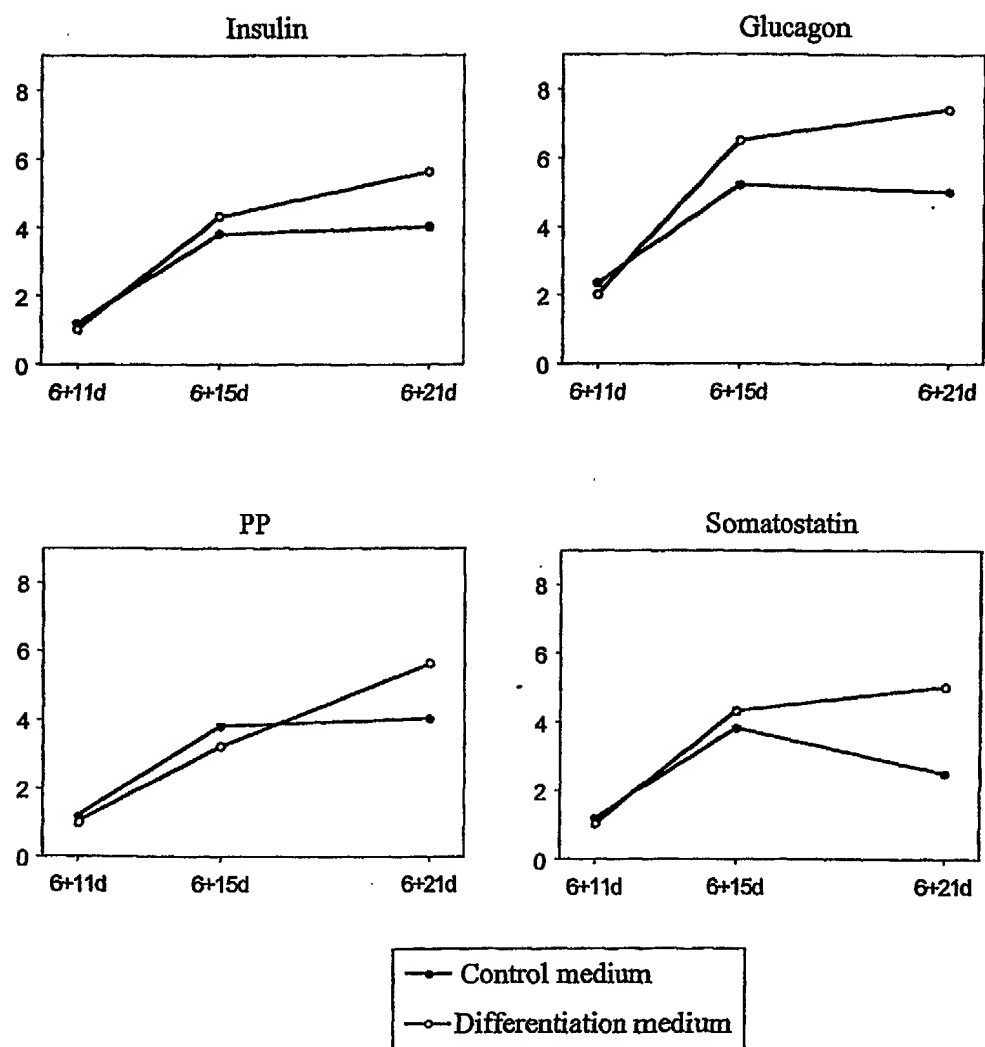 Insulin
8
6
4
2
0
6+11d 6+15d 6+21d
Glucagon
8
6
4
2
0
6+11d 6+15d 6+21d
PP
8
6
4
2
0
6+11d 6+15d 6+21d
Somatostatin
8
6
4
2
0
6+11d 6+15d 6+21d
Control medium
Differentiation medium